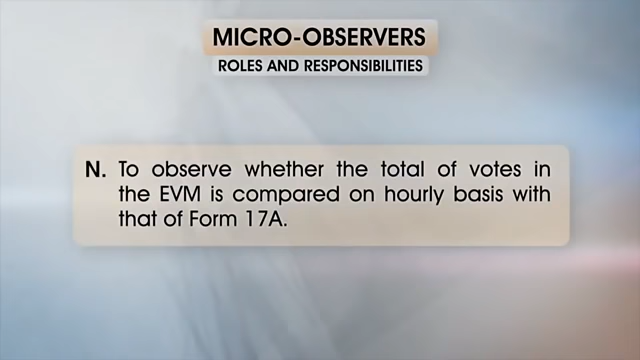 MICRO-OBSERVERS
ROLES AND RESPONSIBILITIES
N. To observe whether the total of votes in
the EVM is compared on hourly basis with
that of Form 17A.